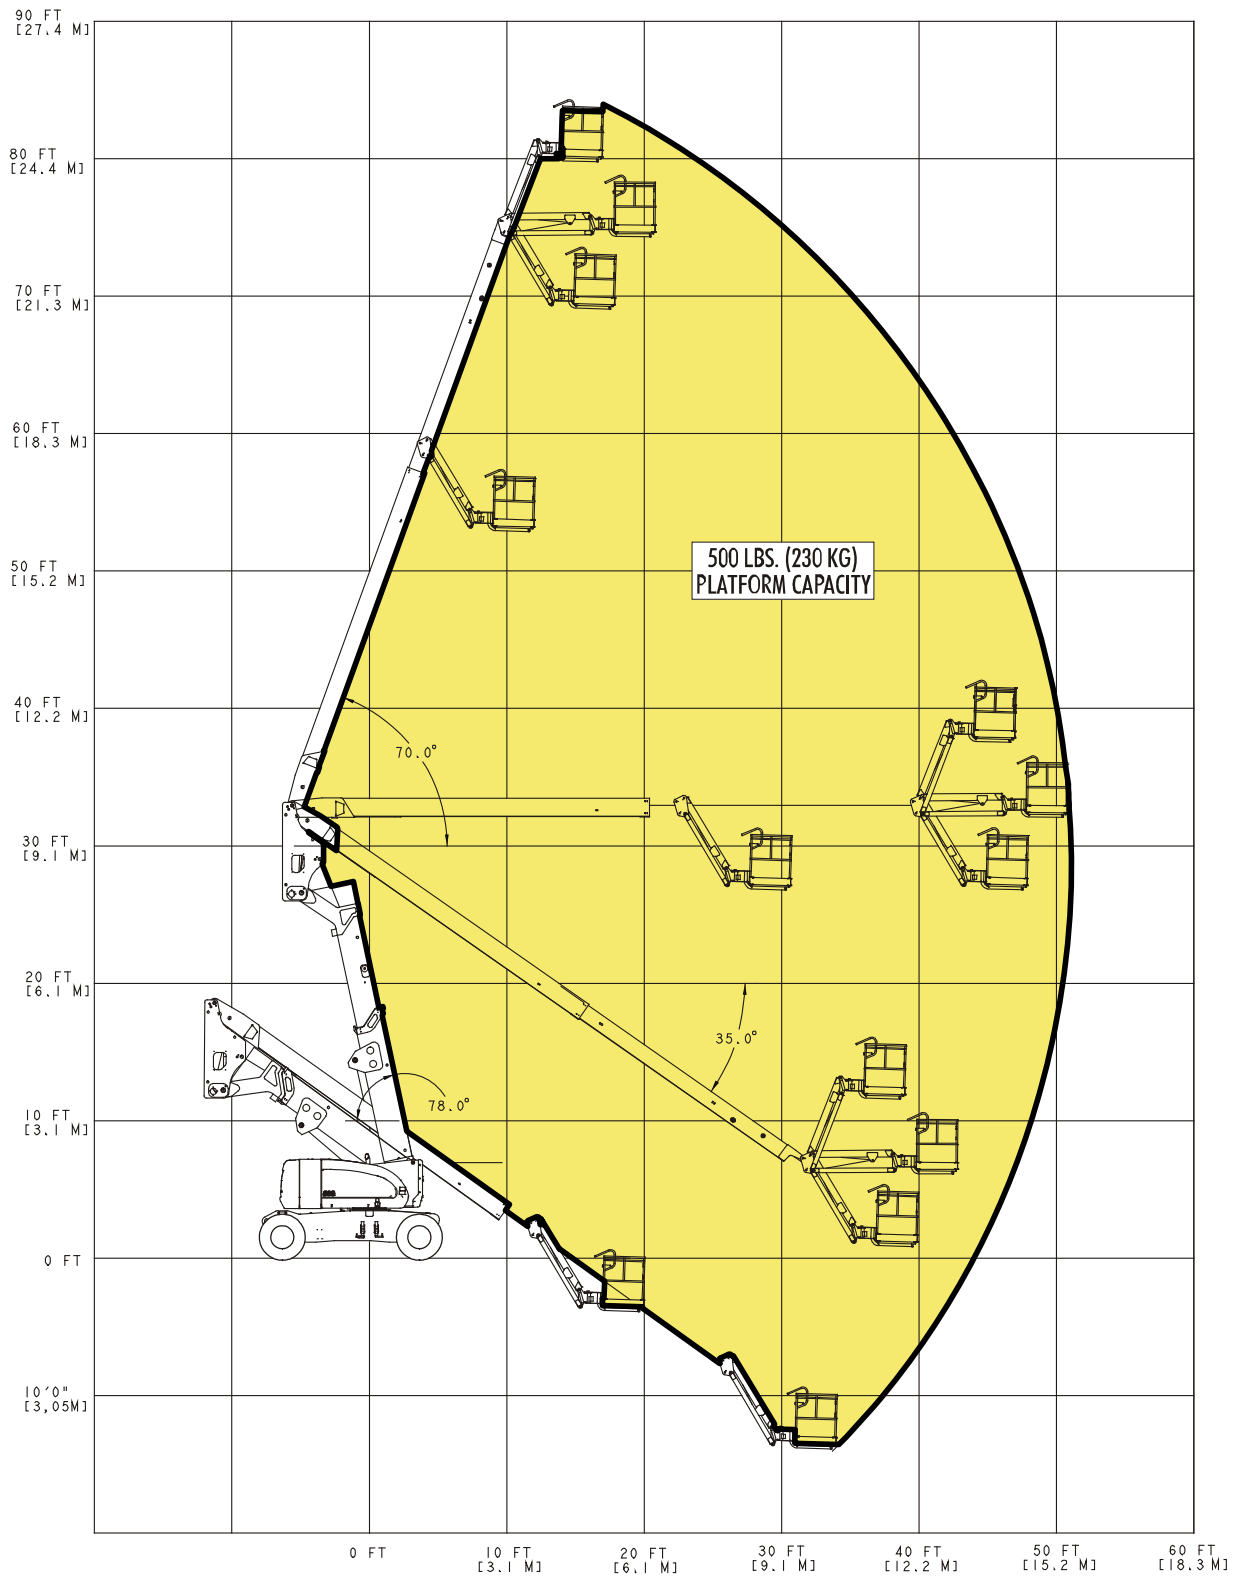 90 FT
[27.4 M]
80 FT
[24.4 M]
70 FT
[21.3 M]
60 FT
[18.3 M]
500 LBS. (230 KG)
PLATFORM CAPACITY
50 FT
[15.2 M]
40 FT
[12.2 M]
70.0°
30 FT
[9.1 M]
20 FT
[6.1 M]
35.0°
78.0°
10 FT
[3.1 M]
0 FT
10'0"
[3,05M]
0 FT
10 FT
[3.1 M]
20 FT
[6.1 M]
30 FT
[9.1 M]
40 FT
[12.2 M]
50 FT
[15.2 M]
60 FT
[18.3 M]